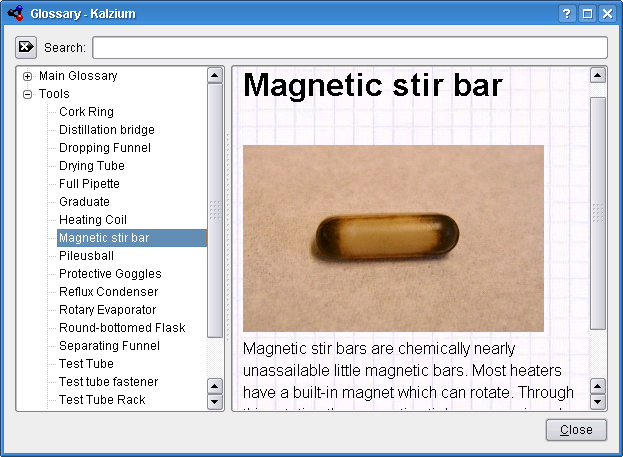 Glossary - Kalzium
Search:
Main Glossary
Tools
Cork Ring
Distillation bridge
Dropping Funnel
Drying Tube
Full Pipette
Graduate
Heating Coil
Magnetic stir bar
Pileusball
Protective Goggles
Reflux Condenser
Rotary Evaporator
Round-bottomed Flask
Separating Funnel
Test Tube
Test tube fastener
Test Tube Rack
Magnetic stir bar
Magnetic stir bars are chemically nearly
unassailable little magnetic bars. Most heaters
have a built-in magnet which can rotate. Through
Close